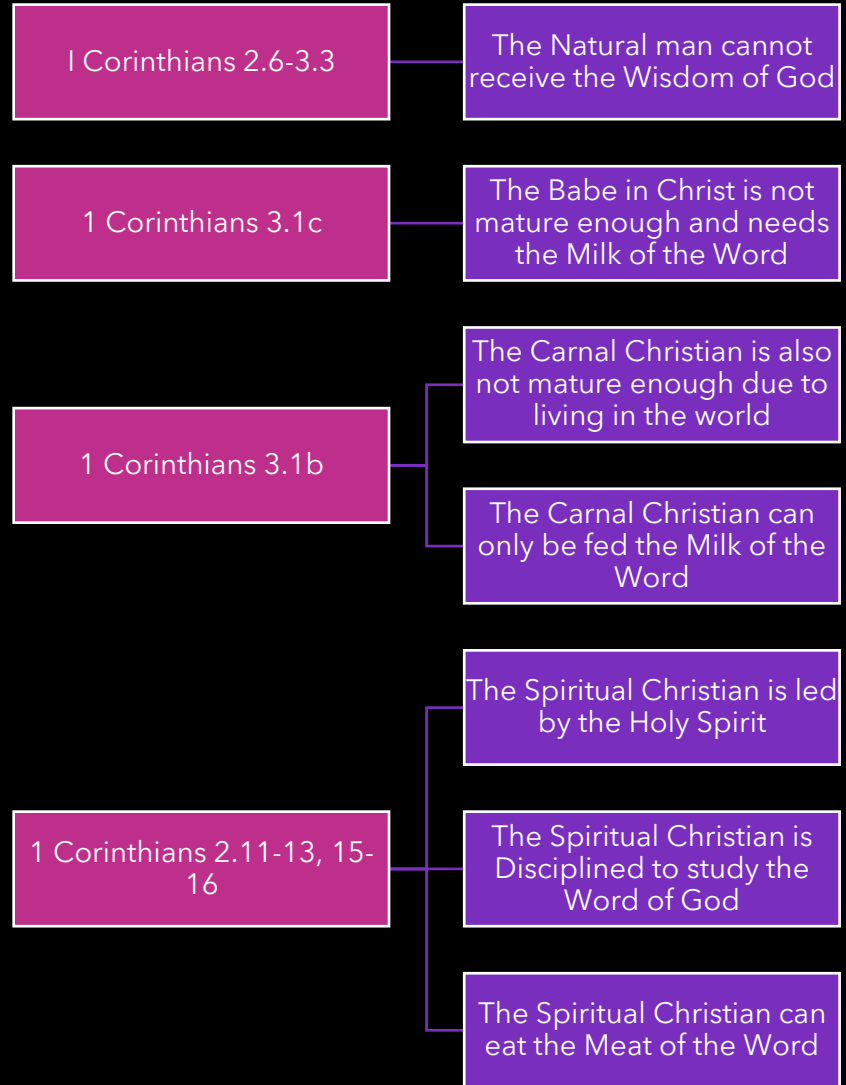 I Corinthians 2.6-3.3
The Natural man cannot
receive the Wisdom of God
1 Corinthians 3.1c
The Babe in Christ is not
mature enough and needs
the Milk of the Word
1 Corinthians 3.1b
The Carnal Christian is also
not mature enough due to
living in the world
The Carnal Christian can
only be fed the Milk of the
Word
1 Corinthians 2.11-13, 15-
16
The Spiritual Christian is led
by the Holy Spirit
The Spiritual Christian is
Disciplined to study the
Word of God
The Spiritual Christian can
eat the Meat of the Word